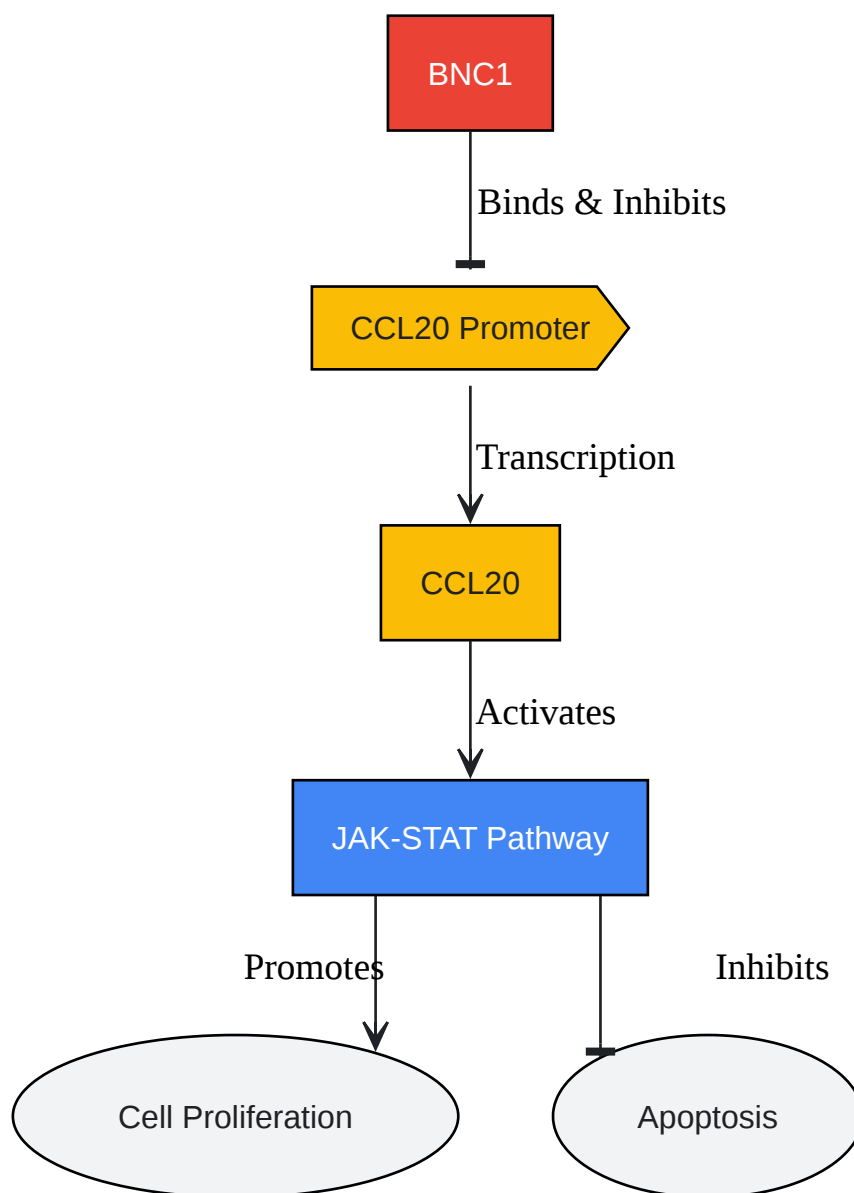 BNC1
Binds & Inhibits
CCL20 Promoter
Transcription
CCL20
Activates
JAK-STAT Pathway
Promotes
Inhibits
Cell Proliferation
Apoptosis